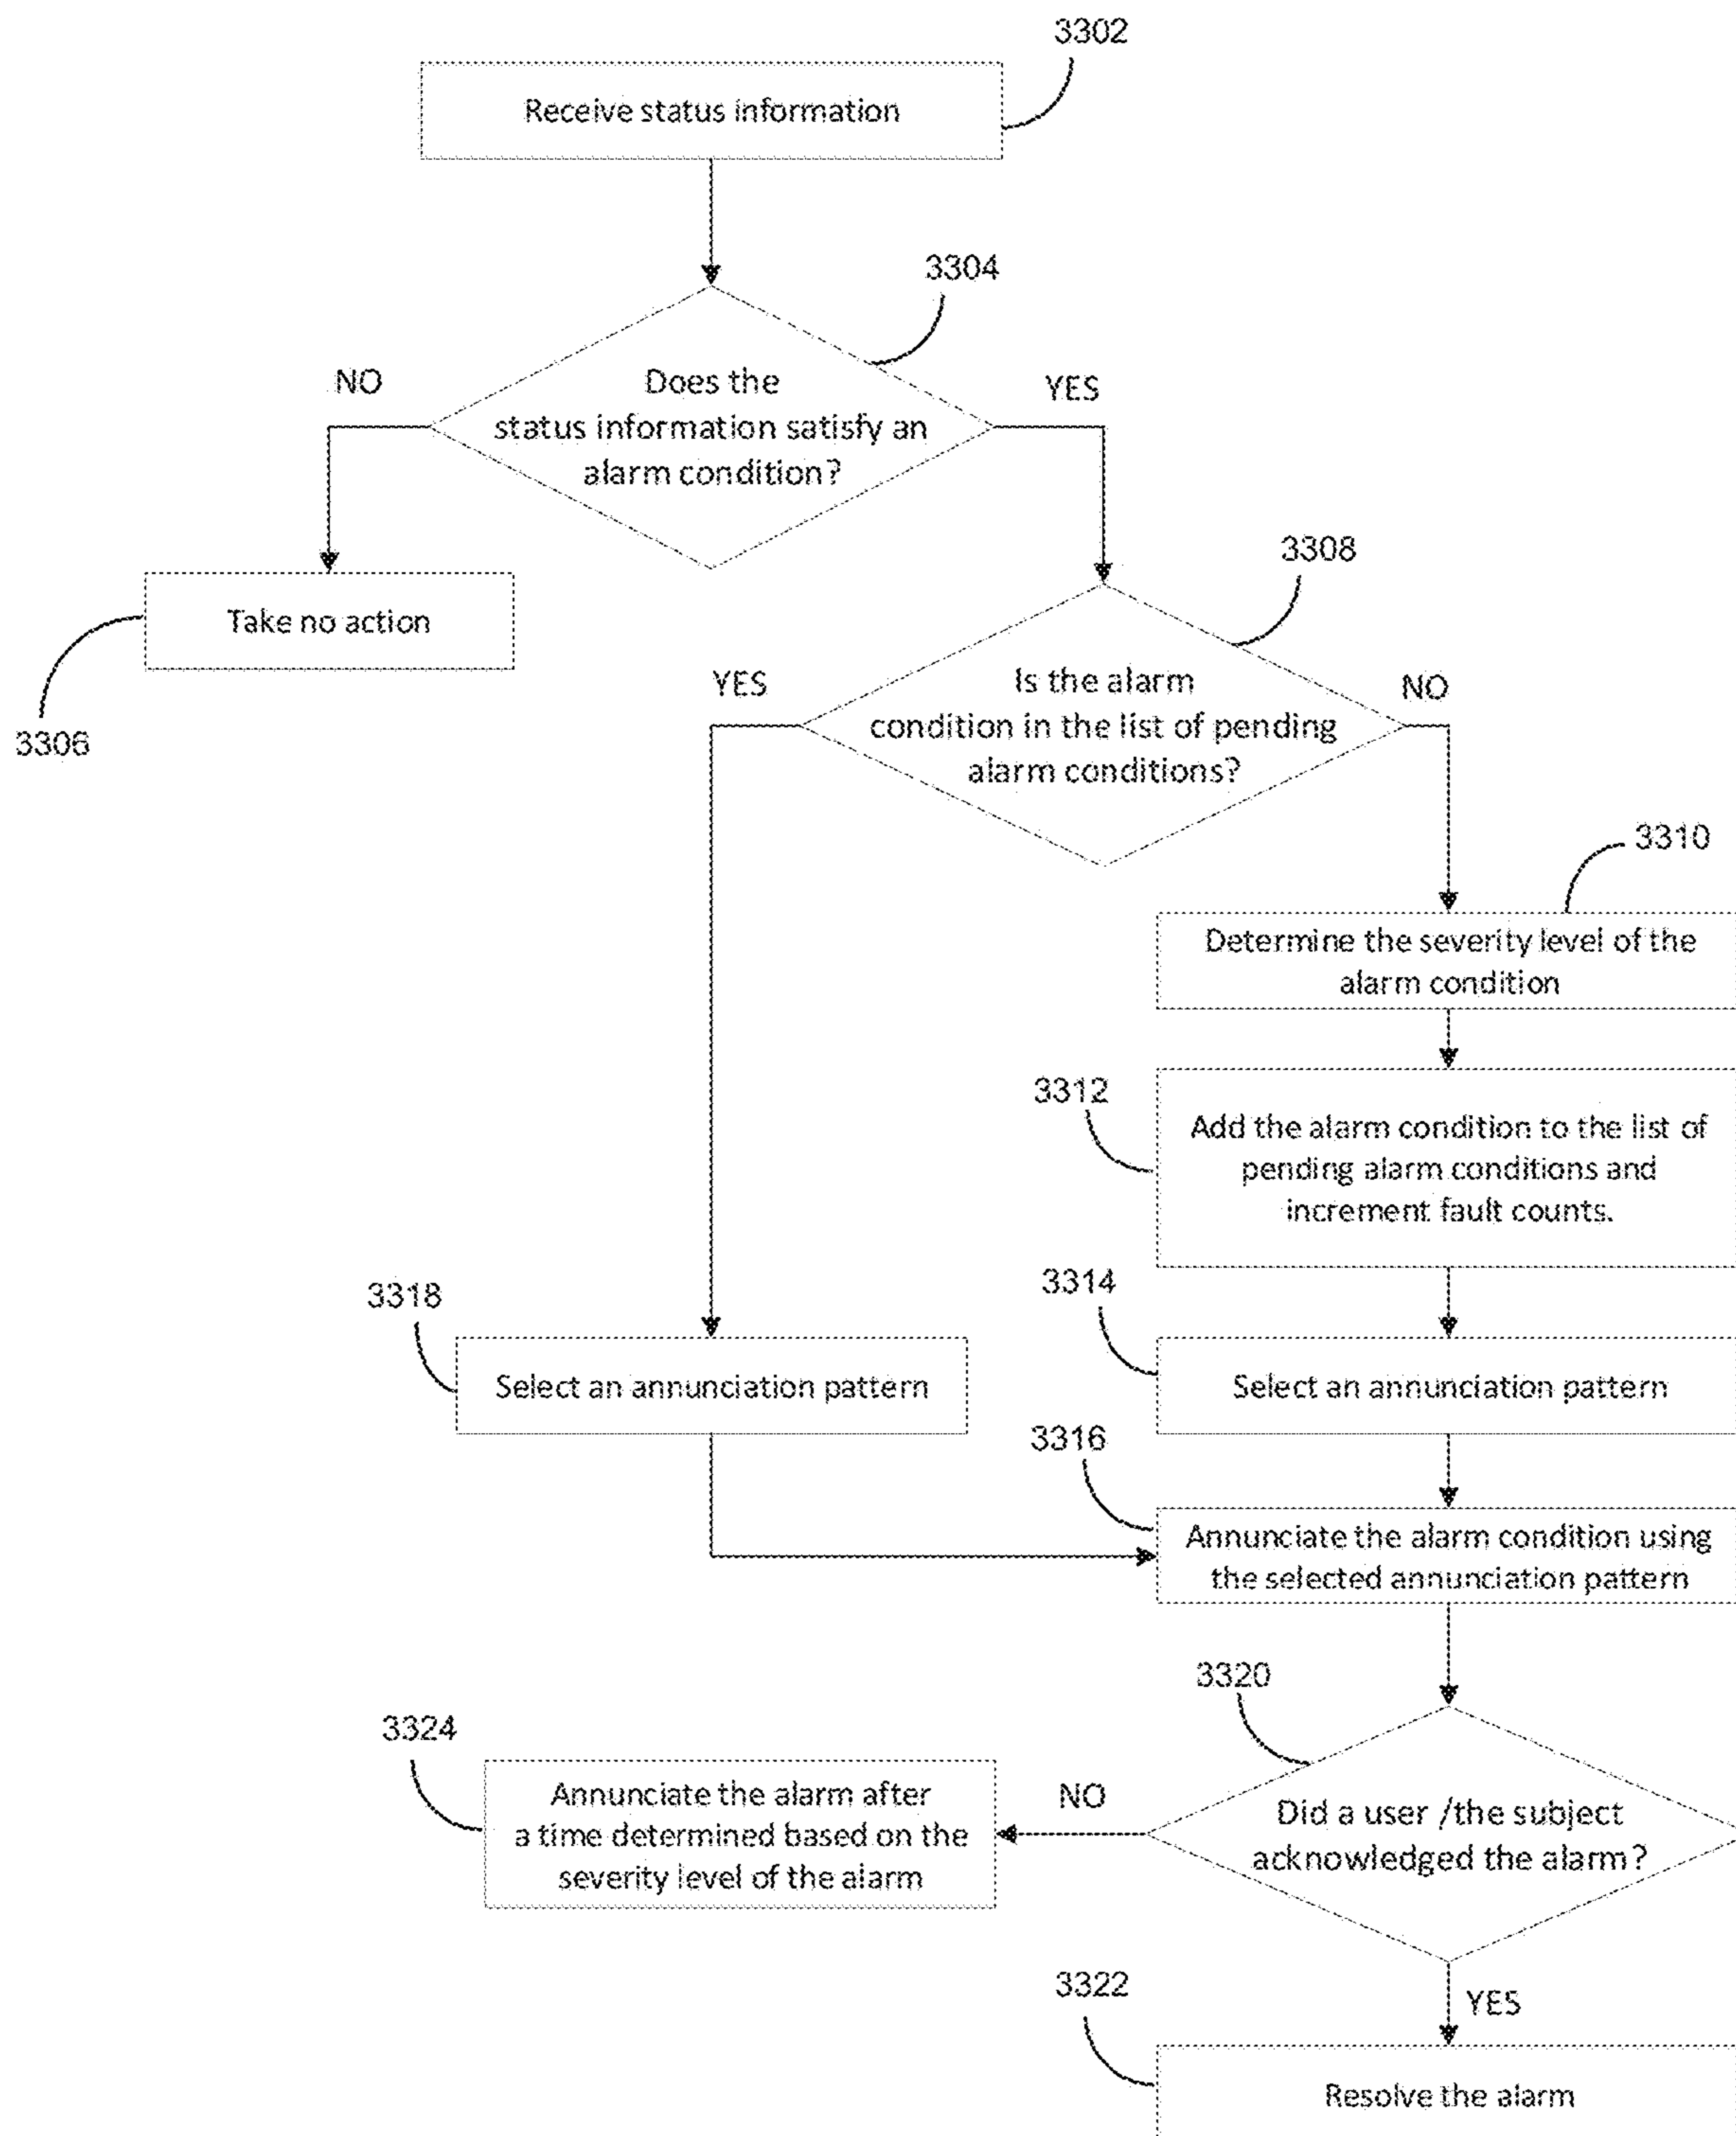 3302
Receive status information
3304
NO
YES
Does the
status information satisfy an
alarm condition?
3308
Take no action
3306
YES
NO
Is the alarm
condition in the list of pending
alarm conditions?
3310
Determine the severity level of the
alarm condition
3312
Add the alarm condition to the list of
pending alarm conditions and
increment fault counts.
3318
3314
Select an annunciation pattern
Select an annunciation pattern
3316
Annunciate the alarm condition using
the selected annunciation pattern
3320
3324
Annunciate the alarm after
a time determined based on the
severity level of the alarm
NO
Did a user /the subject
acknowledged the alarm?
3322
YES
Resolve the alarm